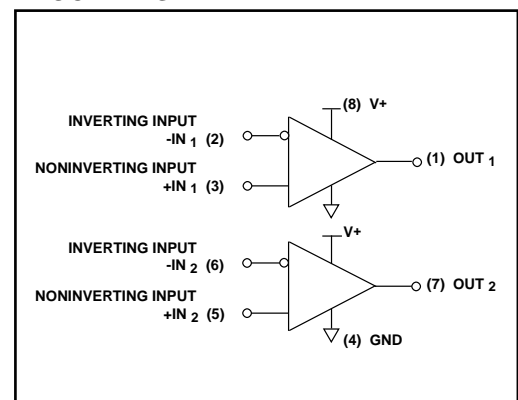 (8) V+
INVERTING INPUT
-IN 1 (2)
(1) OUT 1
NONINVERTING INPUT
+IN 1 (3)
V+
INVERTING INPUT
-IN 2 (6)
(7) OUT 2
NONINVERTING INPUT
+IN 2 (5)
(4) GND